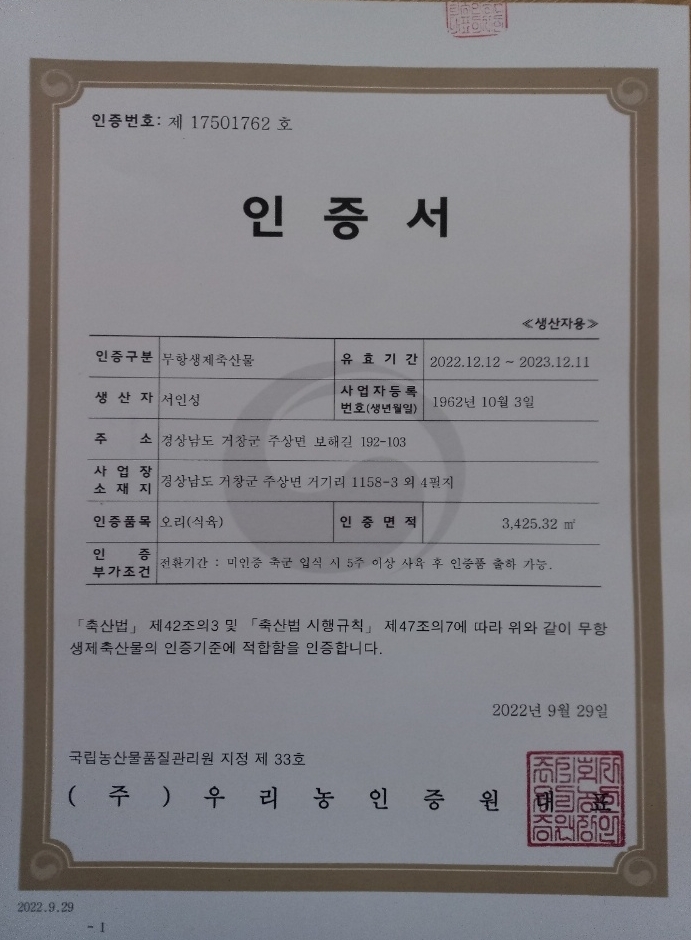 인증번호: 제 17501762 호
인 증 서
≪생산자용≫
인증구분 무항생제축산물 유 효 기 간 2022.12.12 ~ 2023.12.11
생 산 자 서인성 사업자등록 번호(생년월일) 1962년 10월 3일
주 소 경상남도 거창군 주상면 보해길 192-103
사 업 장 소 재 지 경상남도 거창군 주상면 거기리 1158-3 외 4필지
인증품목 오리(식육) 인 증 면 적 3,425.32 ㎡
인 증 부가조건 전환기간 : 미인증 축군 입식 시 5주 이상 사육 후 인증품 출하 가능.
「축산법」 제42조의3 및 「축산법 시행규칙」 제47조의7에 따라 위와 같이 무항
생제축산물의 인증기준에 적합함을 인증합니다.
2022년 9월 29일
국립농산물품질관리원 지정 제 33호
( 주 ) 우 리 농 인 증 원 대 표
2022.9.29
- 1